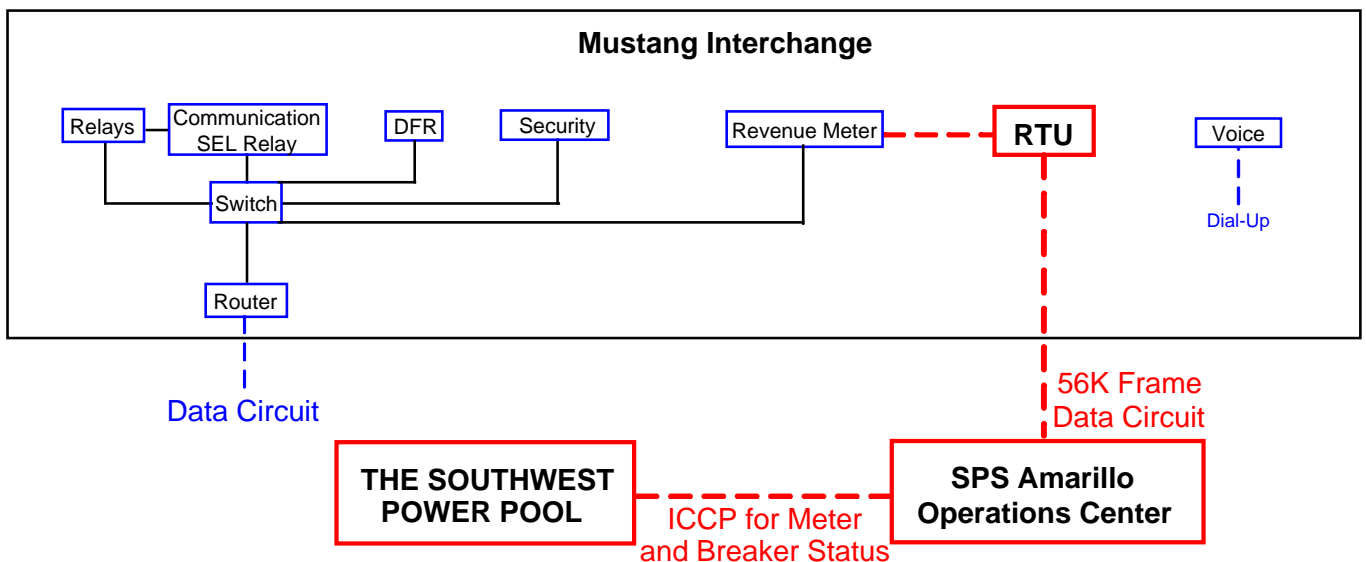 Mustang Interchange
Relays
Communication
SEL Relay
DFR
Security
Revenue Meter
RTU
Voice
Switch
Dial-Up
Router
Data Circuit
56K Frame
Data Circuit
THE SOUTHWEST
POWER POOL
ICCP for Meter
and Breaker Status
SPS Amarillo
Operations Center